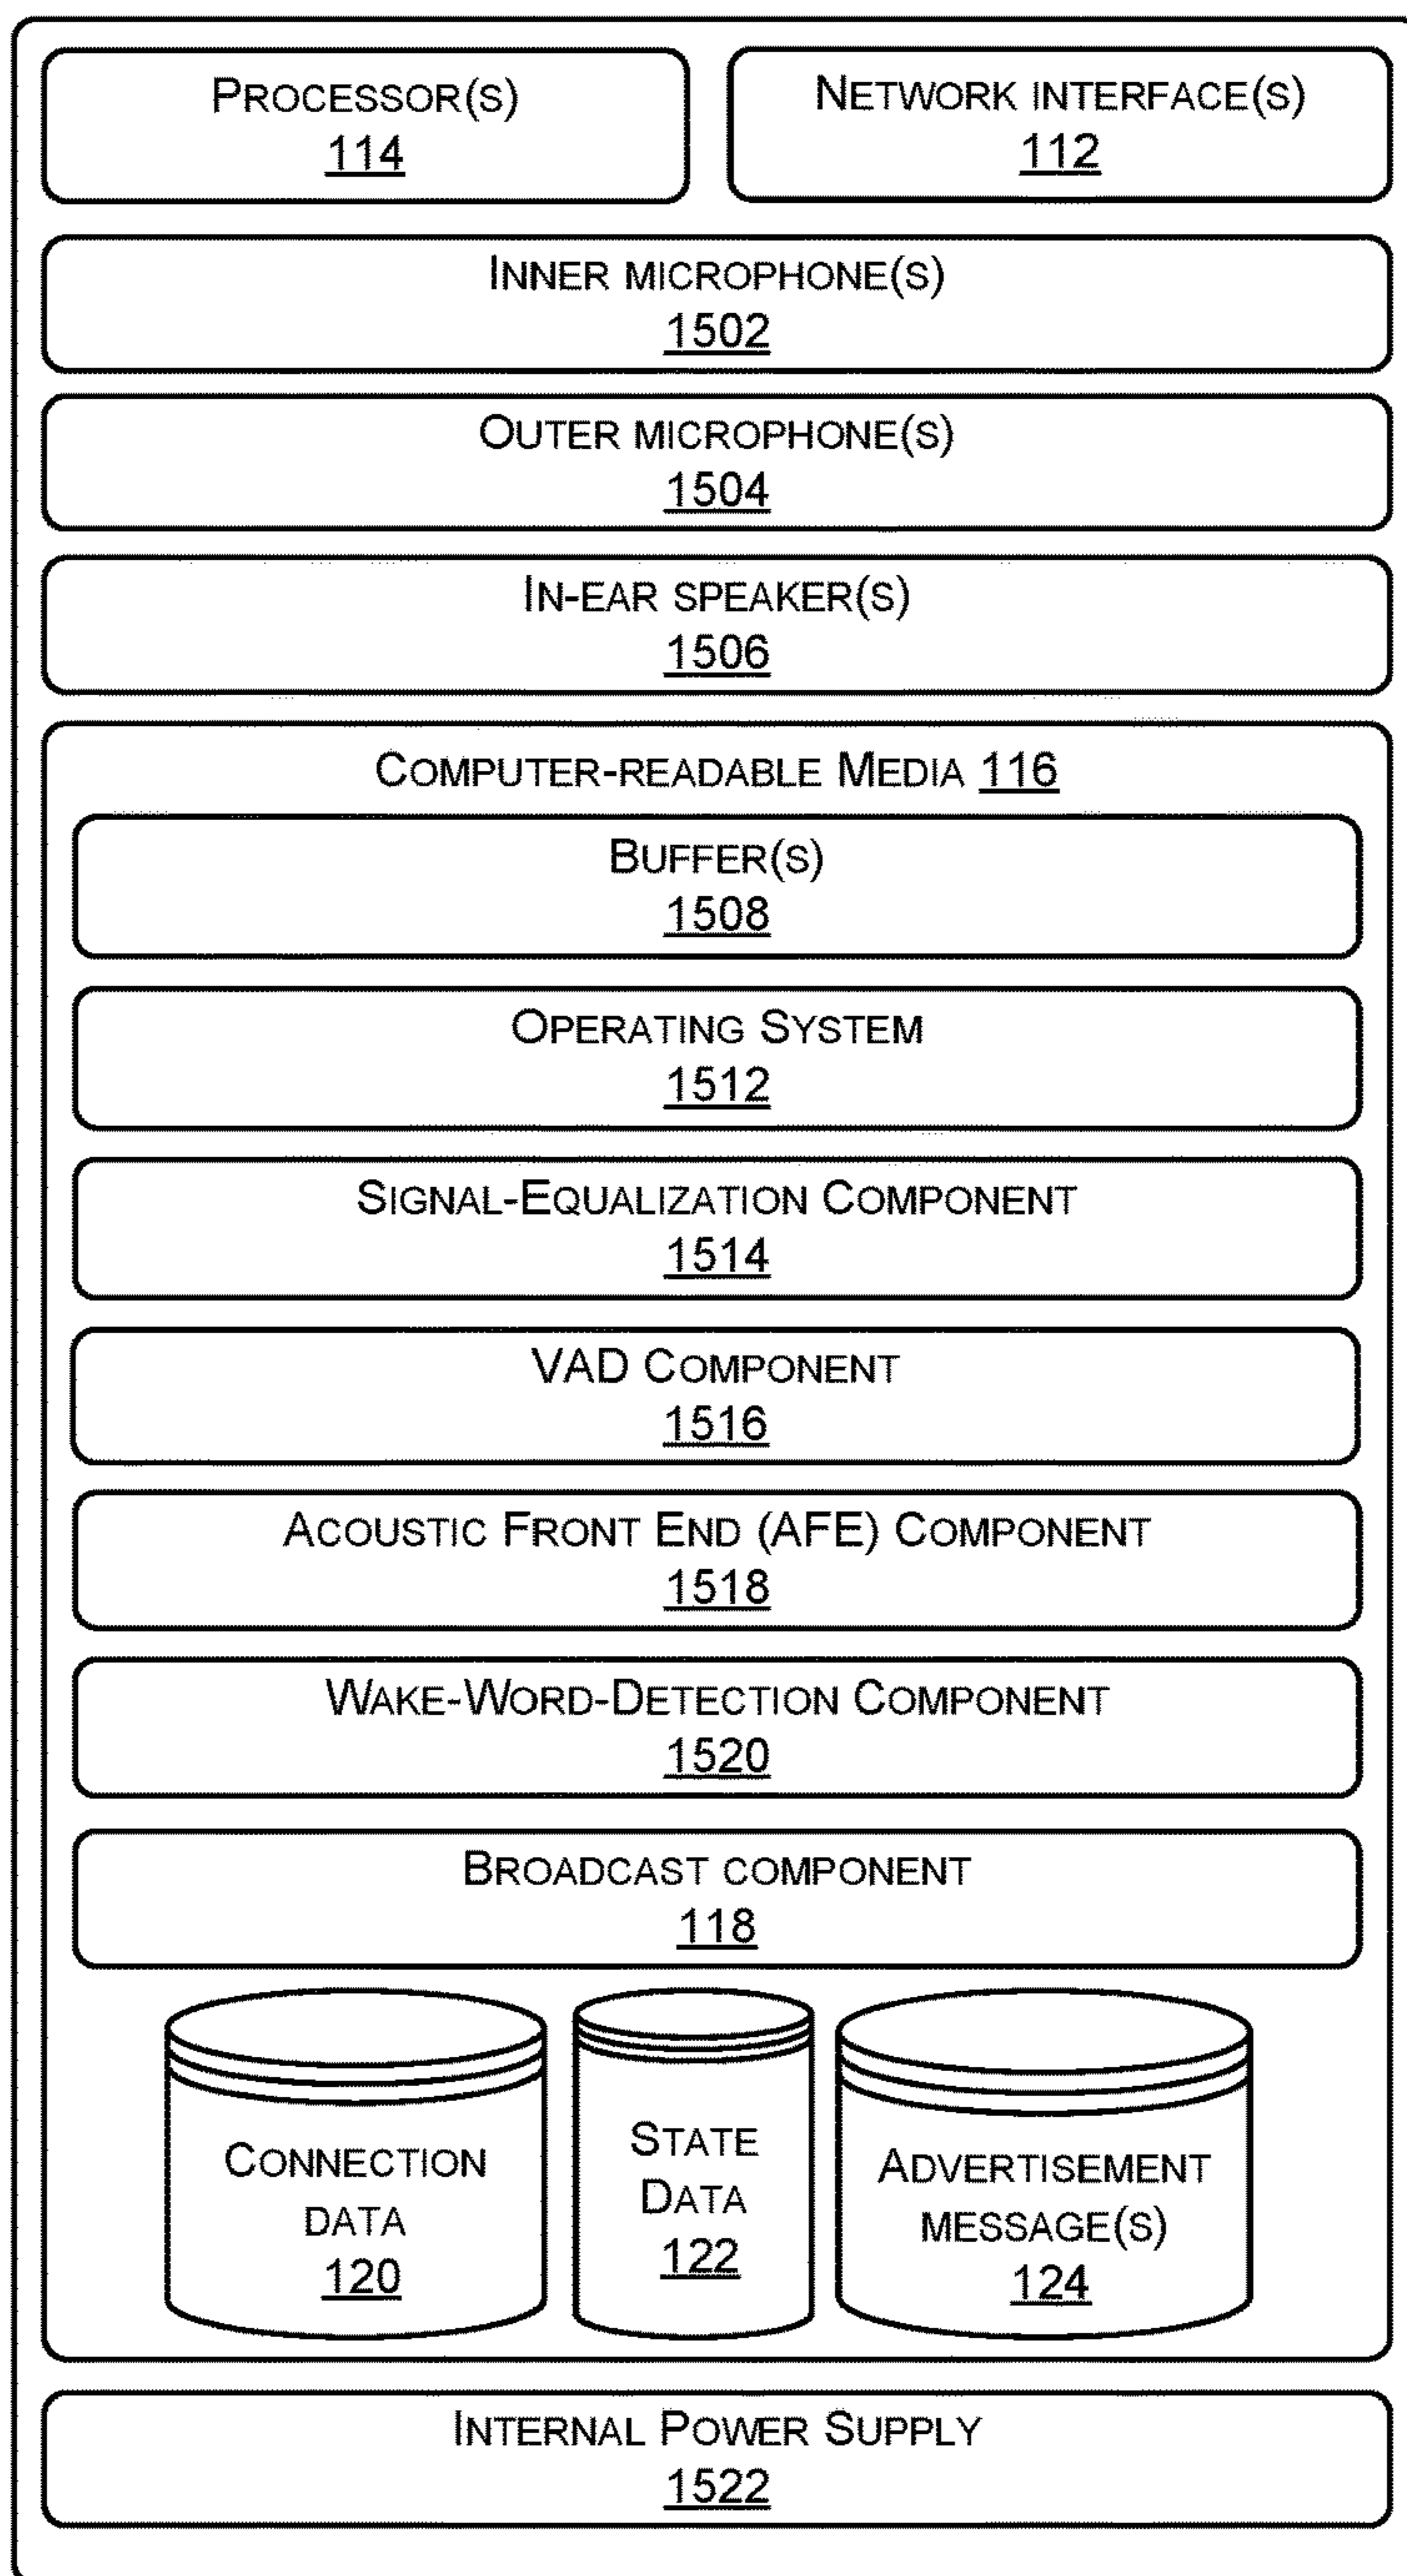 PROCESSOR(S)
114
NETWORK INTERFACE(S)
112
INNER MICROPHONE(S)
1502
OUTER MICROPHONE(S)
1504
IN-EAR SPEAKER(S)
1506
COMPUTER-READABLE MEDIA 116
BUFFER(S)
1508
OPERATING SYSTEM
1512
SIGNAL-EQUALIZATION COMPONENT
1514
VAD COMPONENT
1516
ACOUSTIC FRONT END (AFE) COMPONENT
1518
WAKE-WORD-DETECTION COMPONENT
1520
BROADCAST COMPONENT
118
CONNECTION
DATA
120
STATE
DATA
122
ADVERTISEMENT
MESSAGE(S)
124
INTERNAL POWER SUPPLY
1522